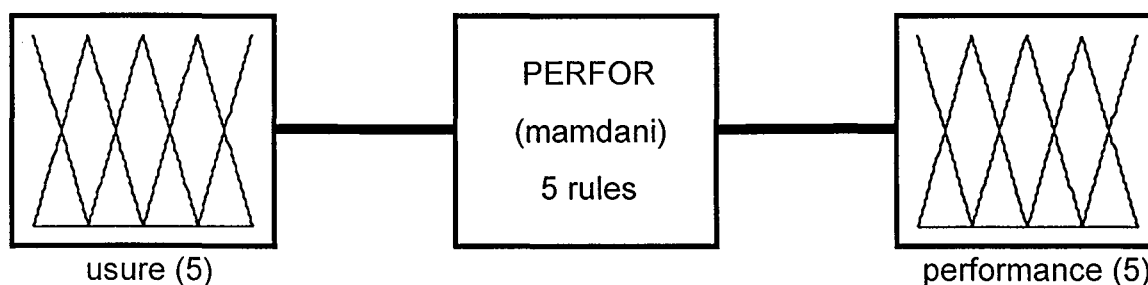 PERFOR
(mamdani)
5 rules
usure (5)
performance (5)